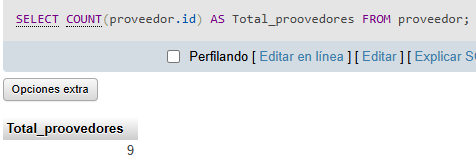 SELECT COUNT(proveedor.id) AS Total_proovedores FROM proveedor;
Perfilando [ Editar en línea ] [ Editar ] [ Explicar S
Opciones extra
Total_proovedores
9